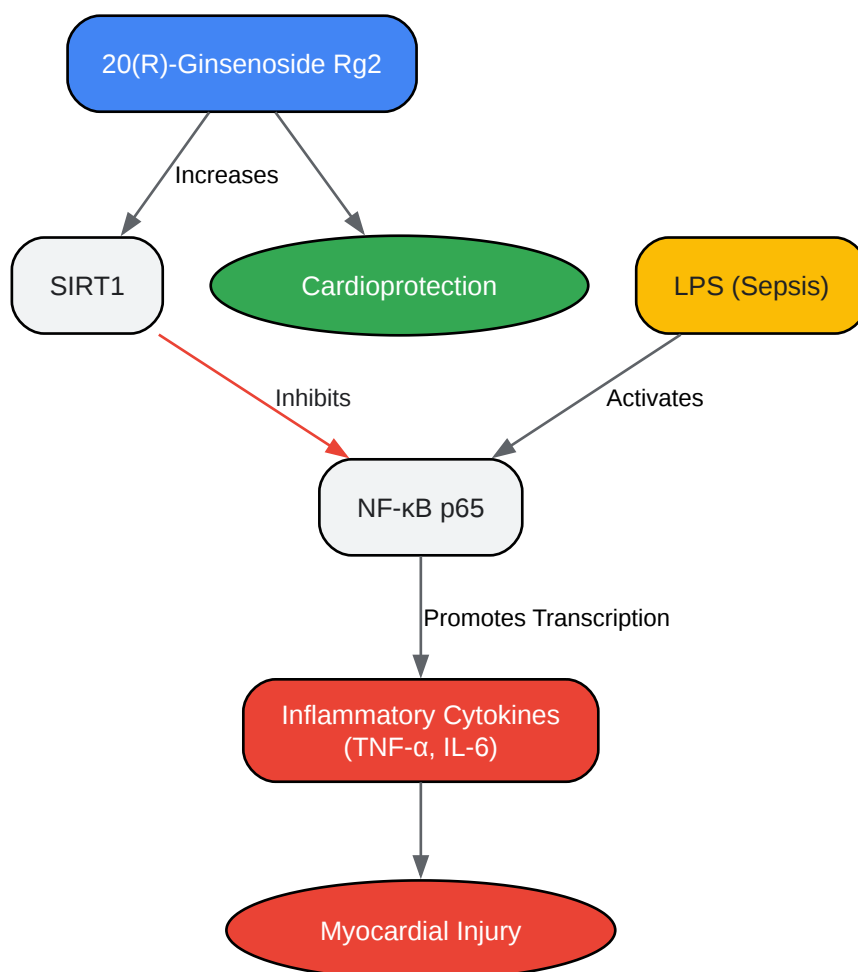 20(R)-Ginsenoside Rg2
Increases
SIRT1
Cardioprotection
LPS (Sepsis)
Inhibits
Activates
NF-κB p65
Promotes Transcription
Inflammatory Cytokines
(TNF-α, IL-6)
Myocardial Injury